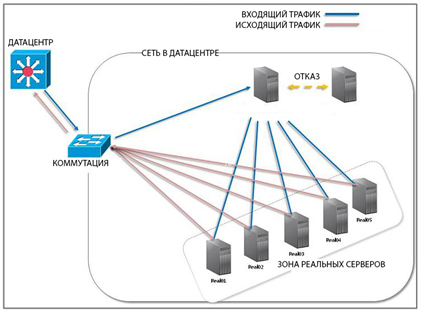 ВХОДЯЩИЙ ТРАФИК
ИСХОДЯЩИЙ ТРАФИК
ДАТАЦЕНТР
СЕТЬ В ДАТАЦЕНТРЕ
ОТКАЗ
КОММУТАЦИЯ
Real05
Real04
Real03
Real02
Real01
ЗОНА РЕАЛЬНЫХ СЕРВЕРОВ